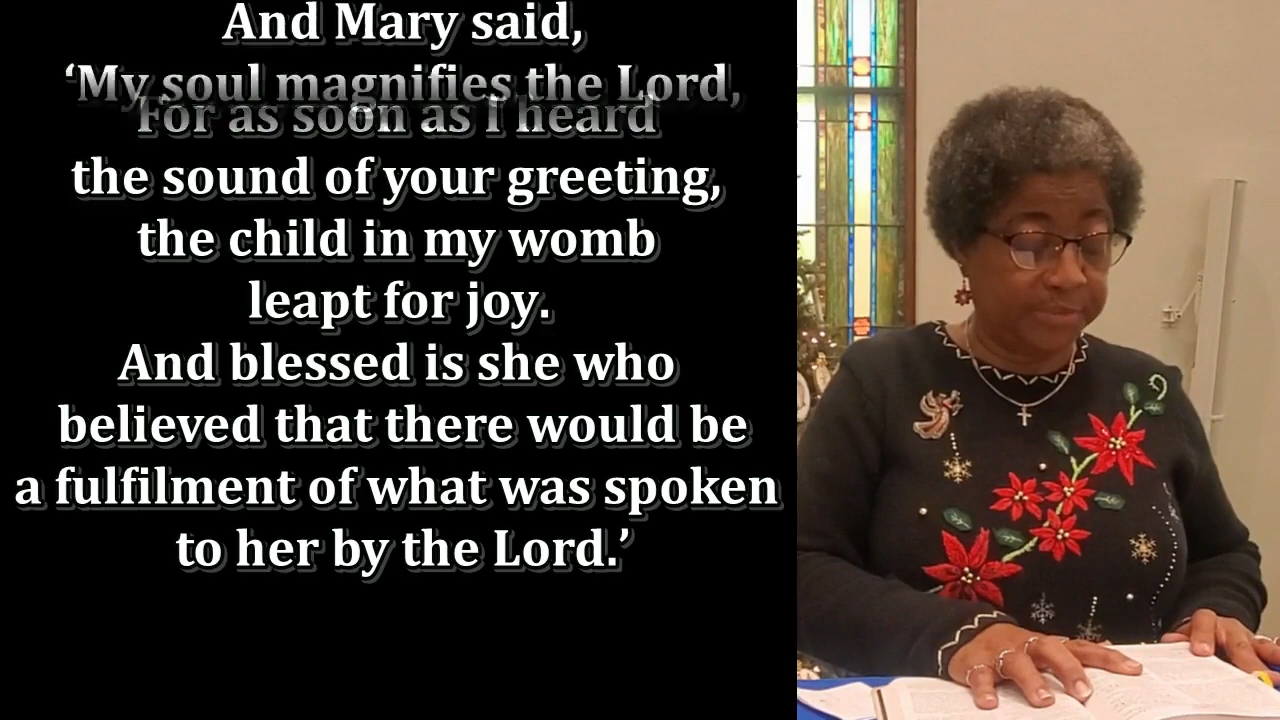 And Mary said,
‘My soul magnifies the Lord,
For as soon as I heard
the sound of your greeting,
the child in my womb
leapt for joy.
And blessed is she who
believed that there would be
a fulfilment of what was spoken
to her by the Lord.’